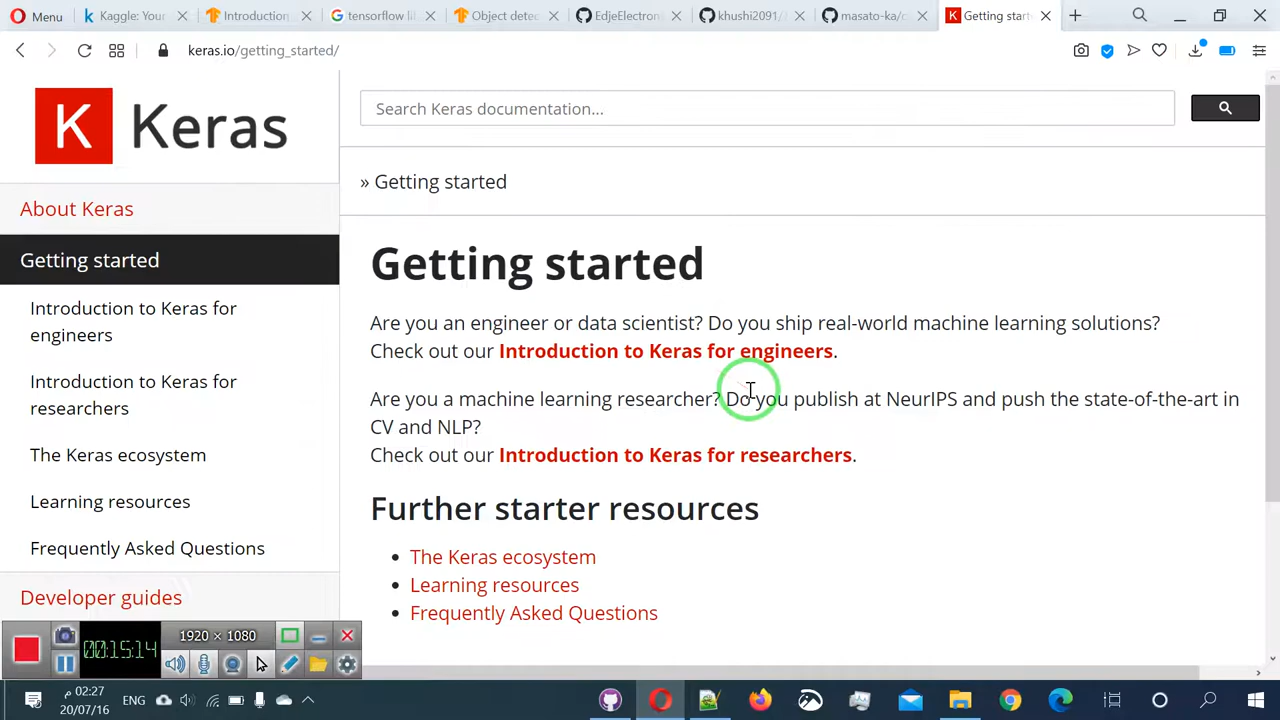 Menu
Kaggle: Your
Introduction
tensorflow li
Object detec
EdjeElectron
khushi2091/
masato-ka/c
Getting start
keras.io/getting_started/
K Keras
Search Keras documentation...
» Getting started
About Keras
Getting started
Introduction to Keras for
engineers
Introduction to Keras for
researchers
The Keras ecosystem
Learning resources
Frequently Asked Questions
Developer guides
Getting started
Are you an engineer or data scientist? Do you ship real-world machine learning solutions?
Check out our Introduction to Keras for engineers.
Are you a machine learning researcher? Do you publish at NeurIPS and push the state-of-the-art in
CV and NLP?
Check out our Introduction to Keras for researchers.
Further starter resources
The Keras ecosystem
Learning resources
Frequently Asked Questions
1920 × 1080
00:15:14
02:27 م
20/07/16
ENG